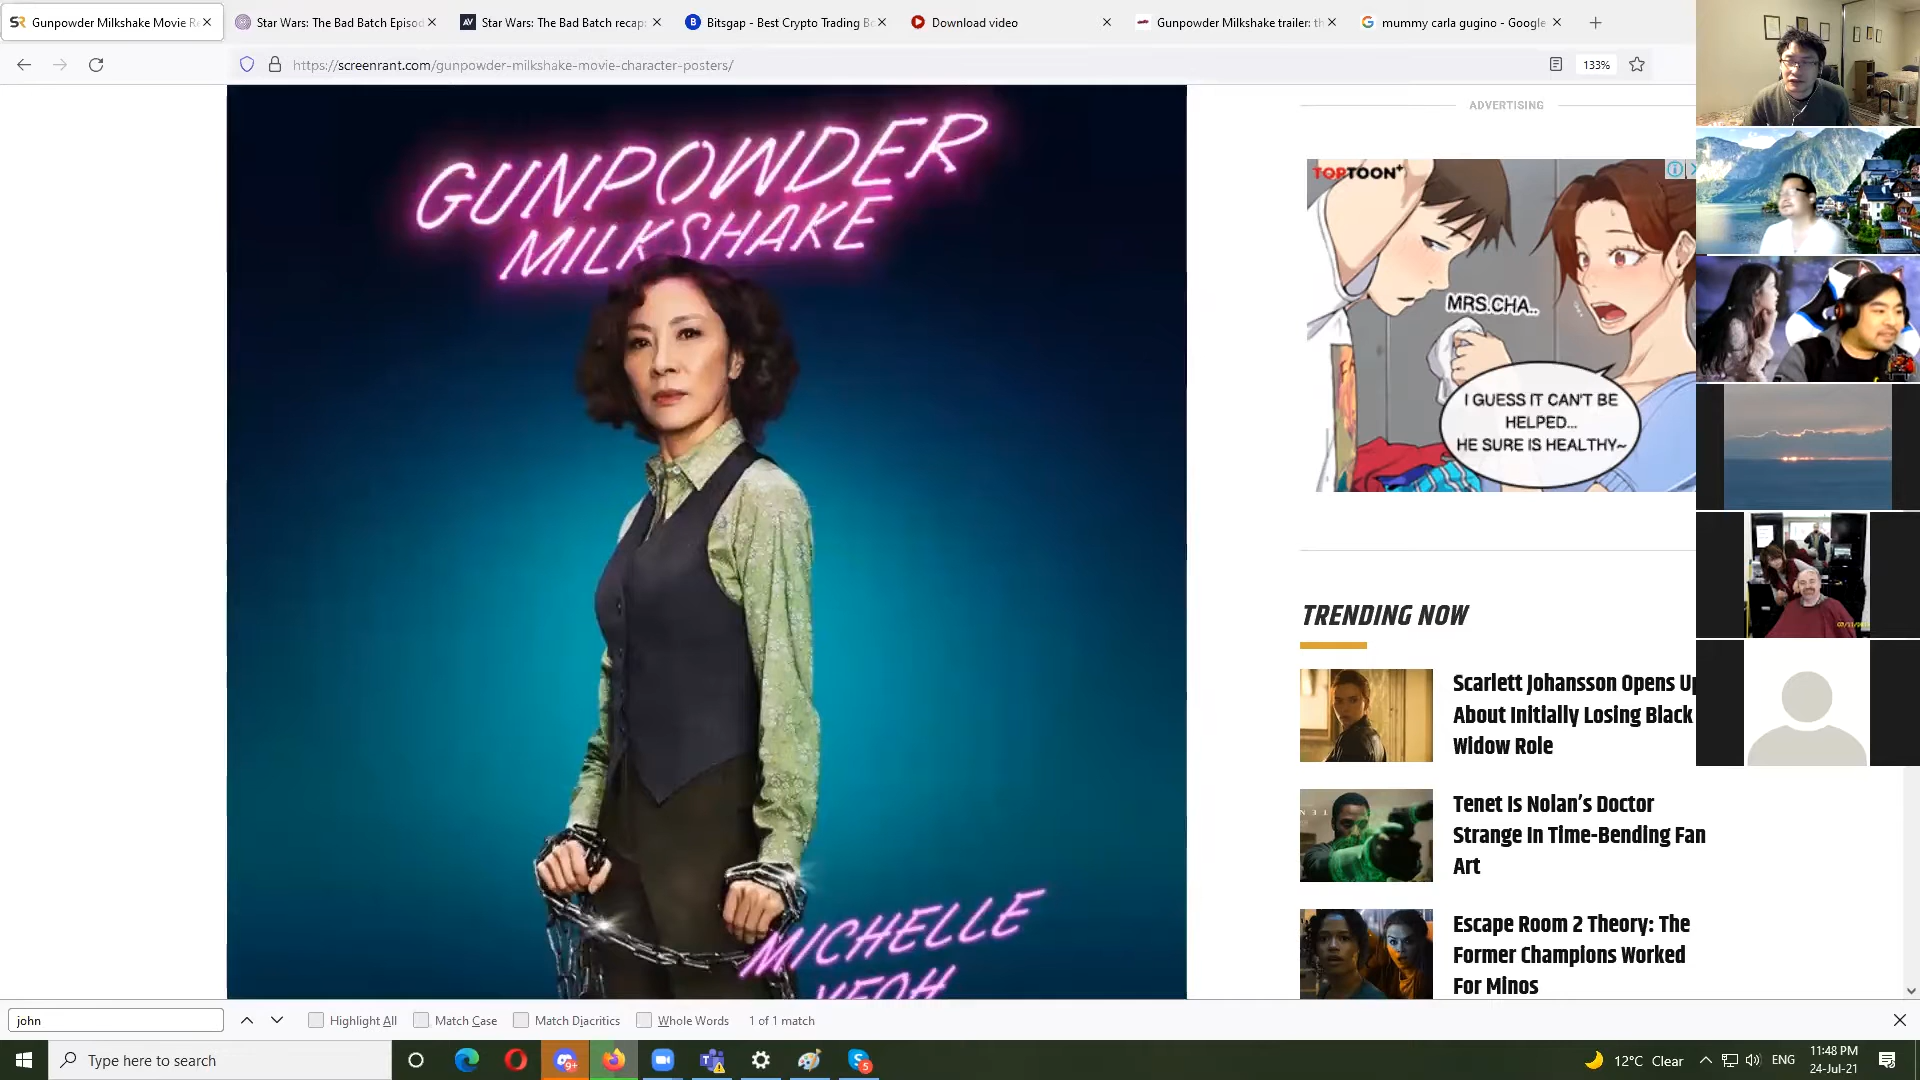 Gunpowder Milkshake Movie R
Star Wars: The Bad Batch Episod
Star Wars: The Bad Batch recap
Bitsgap - Best Crypto Trading Bo
Download video
Gunpowder Milkshake trailer: th
mummy carla gugino - Google
https://screenrant.com/gunpowder-milkshake-movie-character-posters/
133%
GUNPOWDER
MILKSHAKE
MICHELLE
YEOH
ADVERTISING
TOPTOON+
MRS.CHA..
I GUESS IT CAN'T BE
HELPED...
HE SURE IS HEALTHY~
TRENDING NOW
Scarlett Johansson Opens Up
About Initially Losing Black
Widow Role
Tenet Is Nolan's Doctor
Strange In Time-Bending Fan
Art
Escape Room 2 Theory: The
Former Champions Worked
For Minos
john
Highlight All
Match Case
Match Diacritics
Whole Words
1 of 1 match
Type here to search
12°C Clear
ENG
11:48 PM
24-Jul-21